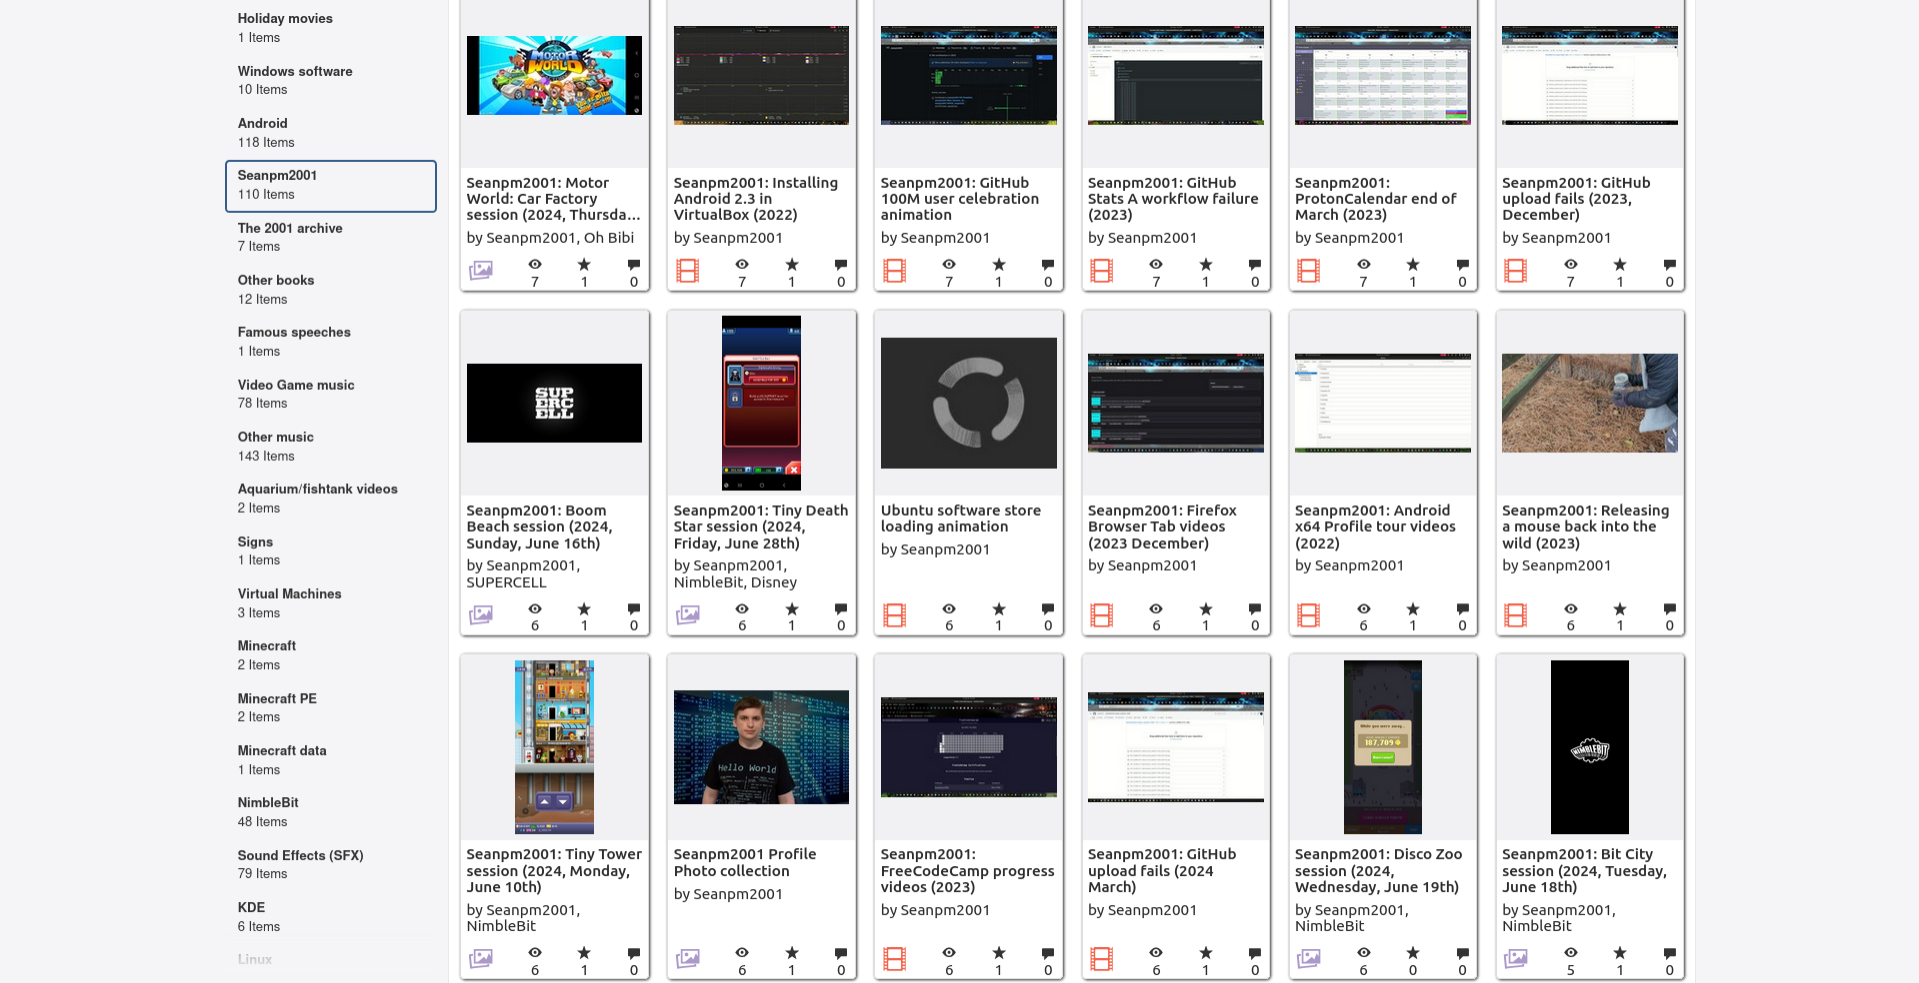 Holiday movies
1 Items
Windows software
10 Items
Android
118 Items
Seanpm2001
110 Items
The 2001 archive
7 Items
Other books
12 Items
Famous speeches
1 Items
Video Game music
78 Items
Other music
143 Items
Aquarium/fishtank videos
2 Items
Signs
1 Items
Virtual Machines
3 Items
Minecraft
2 Items
Minecraft PE
2 Items
Minecraft data
1 Items
NimbleBit
48 Items
Sound Effects (SFX)
79 Items
KDE
6 Items
Linux
MOTOR
WORLD
Seanpm2001: Motor
World: Car Factory
session (2024, Thursda...
by Seanpm2001, Oh Bibi
7 1 0
Seanpm2001: Installing
Android 2.3 in
VirtualBox (2022)
by Seanpm2001
7 1 0
Seanpm2001: GitHub
100M user celebration
animation
by Seanpm2001
7 1 0
Seanpm2001: GitHub
Stats A workflow failure
(2023)
by Seanpm2001
7 1 0
Seanpm2001:
ProtonCalendar end of
March (2023)
by Seanpm2001
7 1 0
Seanpm2001: GitHub
upload fails (2023,
December)
by Seanpm2001
7 1 0
SUP
ERC
ELL
Seanpm2001: Boom
Beach session (2024,
Sunday, June 16th)
by Seanpm2001,
SUPERCELL
6 1 0
Seanpm2001: Tiny Death
Star session (2024,
Friday, June 28th)
by Seanpm2001,
NimbleBit, Disney
6 1 0
Ubuntu software store
loading animation
by Seanpm2001
6 1 0
Seanpm2001: Firefox
Browser Tab videos
(2023 December)
by Seanpm2001
6 1 0
Seanpm2001: Android
x64 Profile tour videos
(2022)
by Seanpm2001
6 1 0
Seanpm2001: Releasing
a mouse back into the
wild (2023)
by Seanpm2001
6 1 0
Seanpm2001: Tiny Tower
session (2024, Monday,
June 10th)
by Seanpm2001,
NimbleBit
6 1 0
Hello World
Seanpm2001 Profile
Photo collection
by Seanpm2001
6 1 0
Seanpm2001:
FreeCodeCamp progress
videos (2023)
by Seanpm2001
6 1 0
Seanpm2001: GitHub
upload fails (2024
March)
by Seanpm2001
6 1 0
While you were away...
187,709
Seanpm2001: Disco Zoo
session (2024,
Wednesday, June 19th)
by Seanpm2001,
NimbleBit
6 0 0
NIMBLEBIT
Seanpm2001: Bit City
session (2024, Tuesday,
June 18th)
by Seanpm2001,
NimbleBit
5 1 0